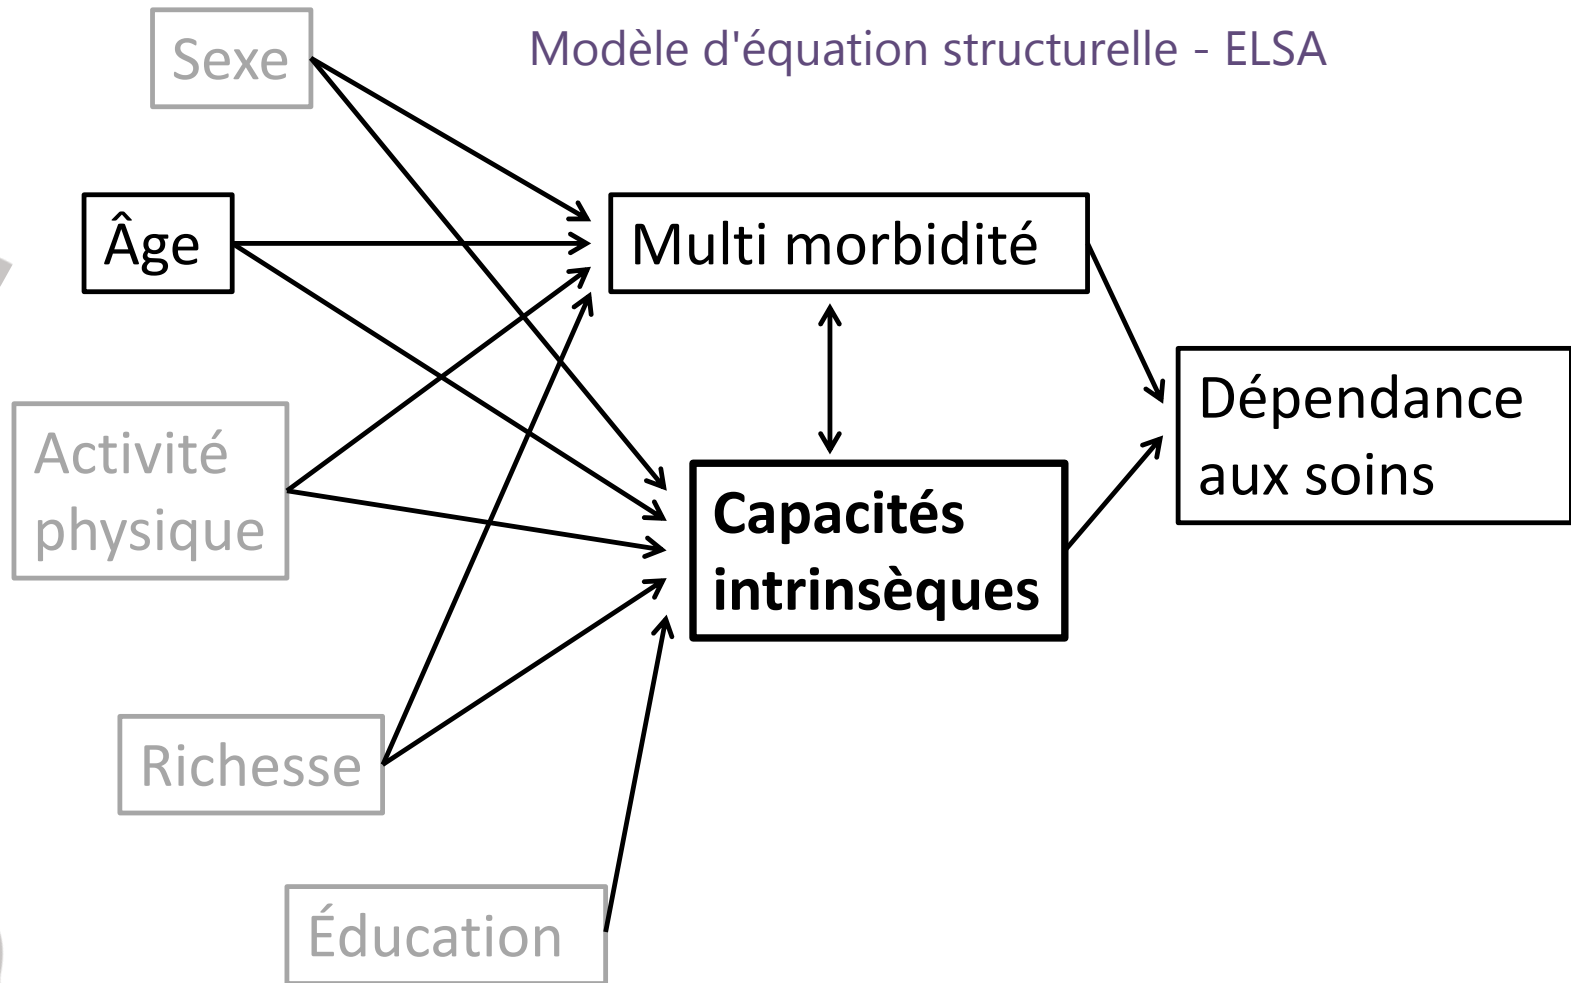 Modèle d'équation structurelle - ELSA
Sexe
Âge
Multi morbidité
Activité
physique
Dépendance
aux soins
Capacités
intrinsèques
Richesse
Éducation